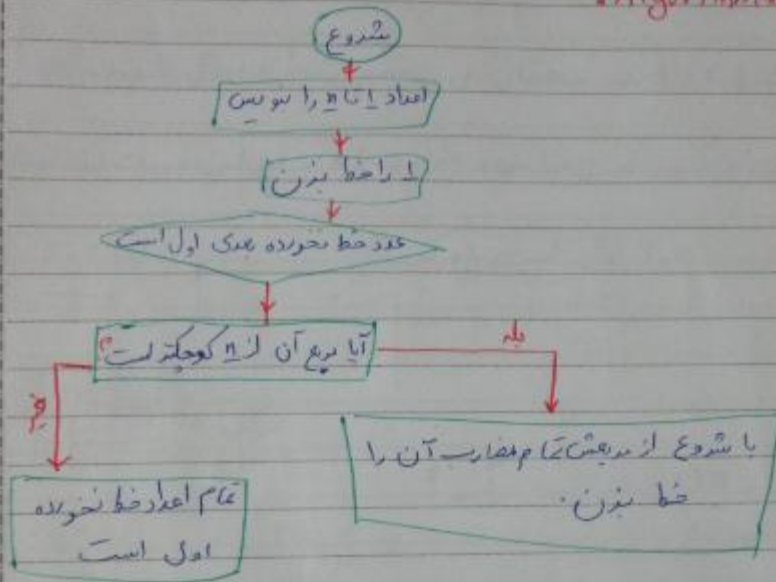 شروع
اعداد 1 تا n را بنویس
1 را خط بزن
عدد خط نخورده بعدی اول است
آیا مربع آن از n کوچکتر است؟
بله
خیر
با شروع از مربعش تمام مضارب آن را
خط بزن.
تمام اعداد خط نخورده
اول است